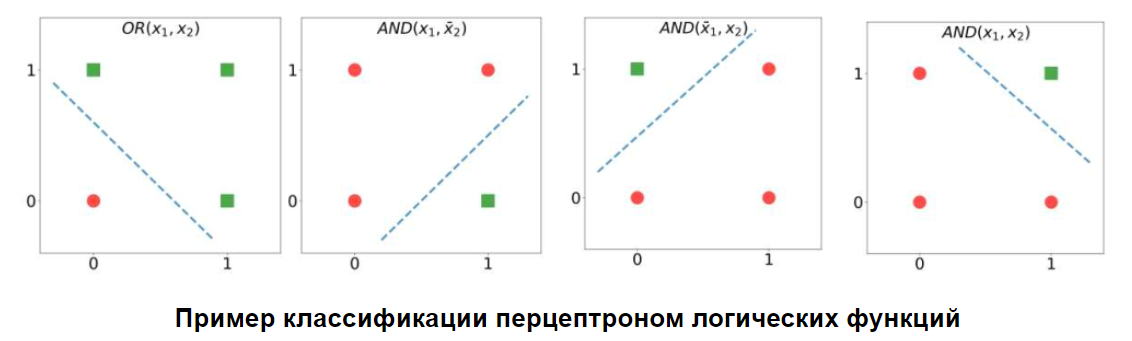 OR(x₁, x₂)
AND(x₁, x̄₂)
AND(x̄₁, x₂)
AND(x₁, x₂)
1
0
0 1
1
0
0 1
1
0
0 1
1
0
0 1
Пример классификации перцептроном логических функций